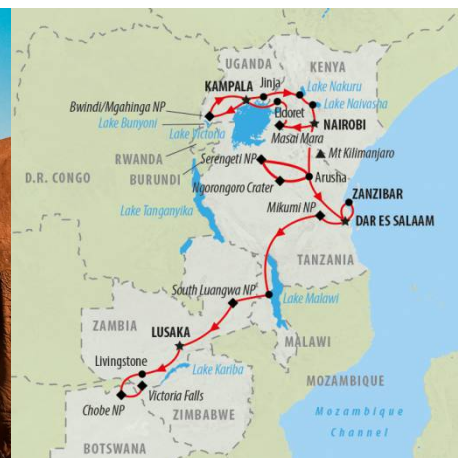 UGANDA
KENYA
KAMPALA
Jinja
Lake Nakuru
Eldoret
Lake Naivasha
Bwindi/Mgahinga NP
Lake Bunyoni
Lake Victoria
NAIROBI
Masai Mara
RWANDA
Serengeti NP
Mt Kilimanjaro
D.R. CONGO
BURUNDI
Ngorongoro Crater
Arusha
ZANZIBAR
Lake Tanganyika
Mikumi NP
DAR ES SALAAM
TANZANIA
South Luangwa NP
Lake Malawi
ZAMBIA
LUSAKA
MALAWI
Livingstone
Lake Kariba
MOZAMBIQUE
Victoria Falls
Chobe NP
ZIMBABWE
Mozambique
Channel
BOTSWANA